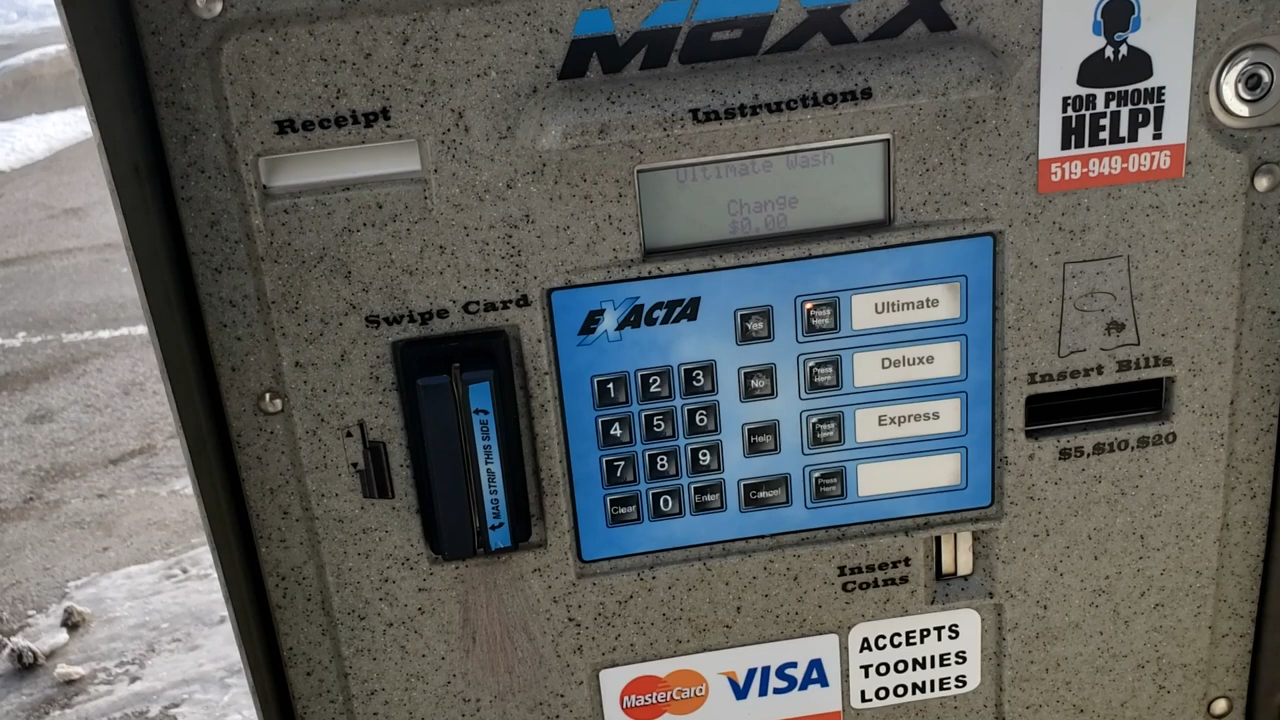 MaXX
Receipt
Instructions
FOR PHONE
HELP!
519-949-0976
Ultimate Wash
Change
$0.00
Swipe Card
MAG STRIP THIS SIDE
EXACTA
1 2 3
4 5 6
7 8 9
Clear 0 Enter
Yes
No
Help
Cancel
Press Here Ultimate
Press Here Deluxe
Press Here Express
Press Here
Insert Bills
$5,$10,$20
Insert
Coins
MasterCard VISA
ACCEPTS
TOONIES
LOONIES